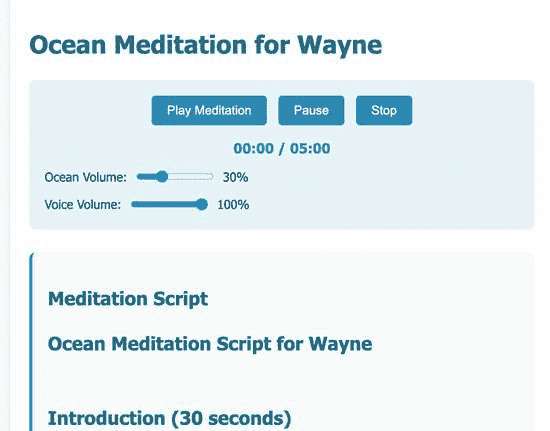 Ocean Meditation for Wayne
Play Meditation Pause Stop
00:00 / 05:00
Ocean Volume: 30%
Voice Volume: 100%
Meditation Script
Ocean Meditation Script for Wayne
Introduction (30 seconds)